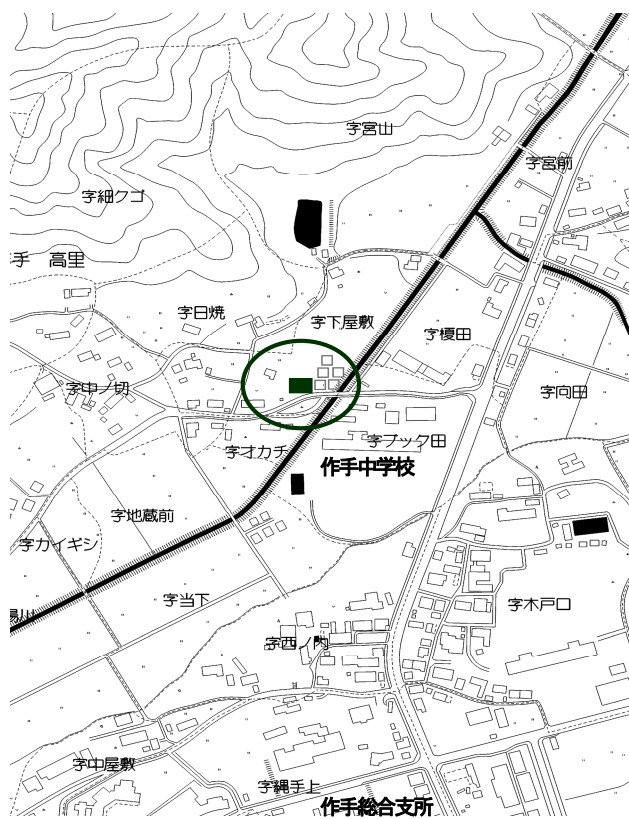 字宮山
字宮前
字細クゴ
手 高里
字日焼
字下屋敷
字榎田
字中ノ切
字向田
字オカチ
字ブック田
作手中学校
字地蔵前
字カイギシ
字当下
字木戸口
字西ノ内
字中屋敷
字縄手上
作手総合支所